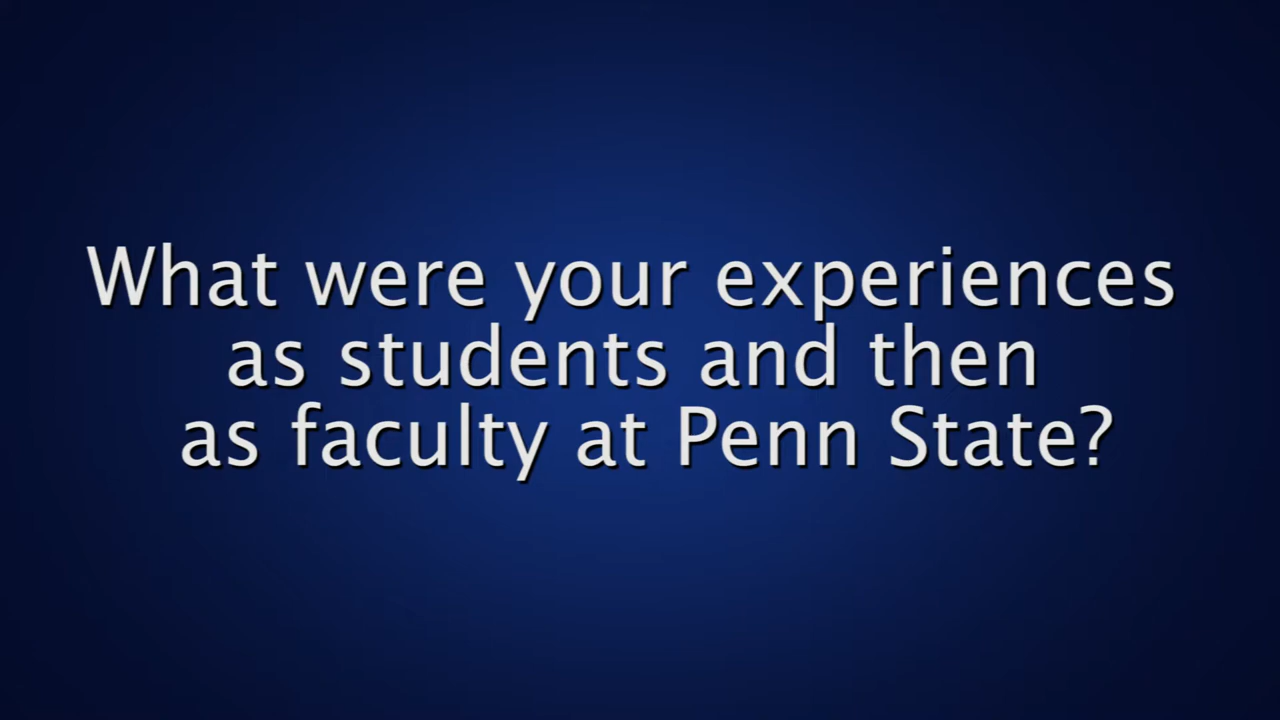 What were your experiences
as students and then
as faculty at Penn State?